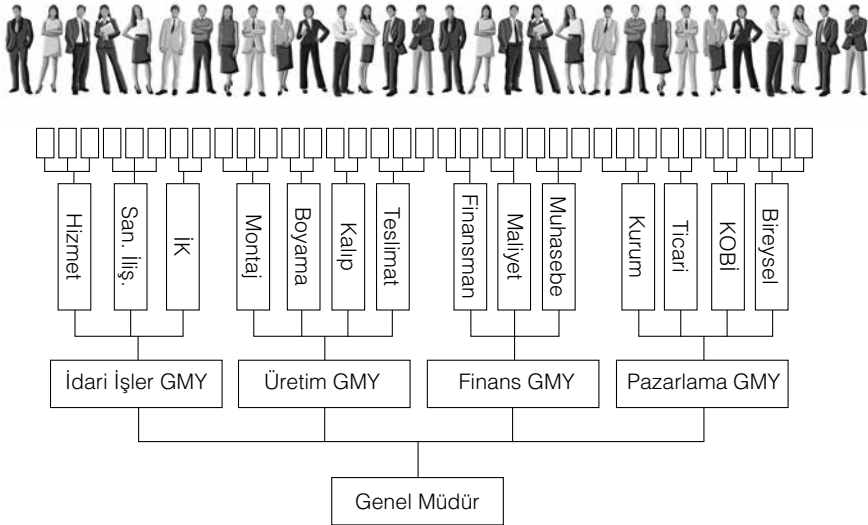 Hizmet
San. İliş.
İK
Montaj
Boyama
Kalıp
Teslimat
Finansman
Maliyet
Muhasebe
Kurum
Ticari
KOBİ
Bireysel
İdari İşler GMY
Üretim GMY
Finans GMY
Pazarlama GMY
Genel Müdür